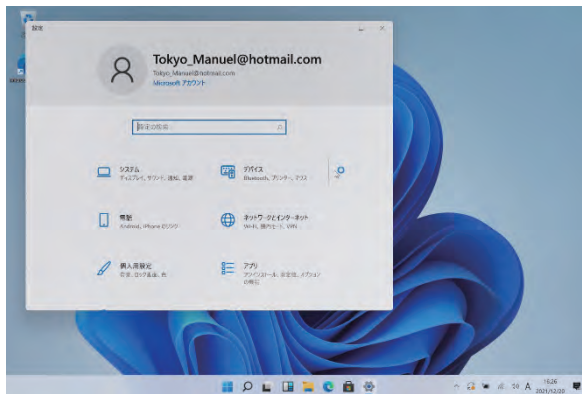 設定
Tokyo_Manuel@hotmail.com
Tokyo_Manuel@hotmail.com
Microsoft アカウント
設定の検索
システム
ディスプレイ、サウンド、通知、電源
デバイス
Bluetooth、プリンター、マウス
電話
Android, iPhone のリンク
ネットワークとインターネット
Wi-Fi、機内モード、VPN
個人用設定
背景、ロック画面、色
アプリ
アンインストール、既定値、オプション
の機能
A
16:26
2021/12/20